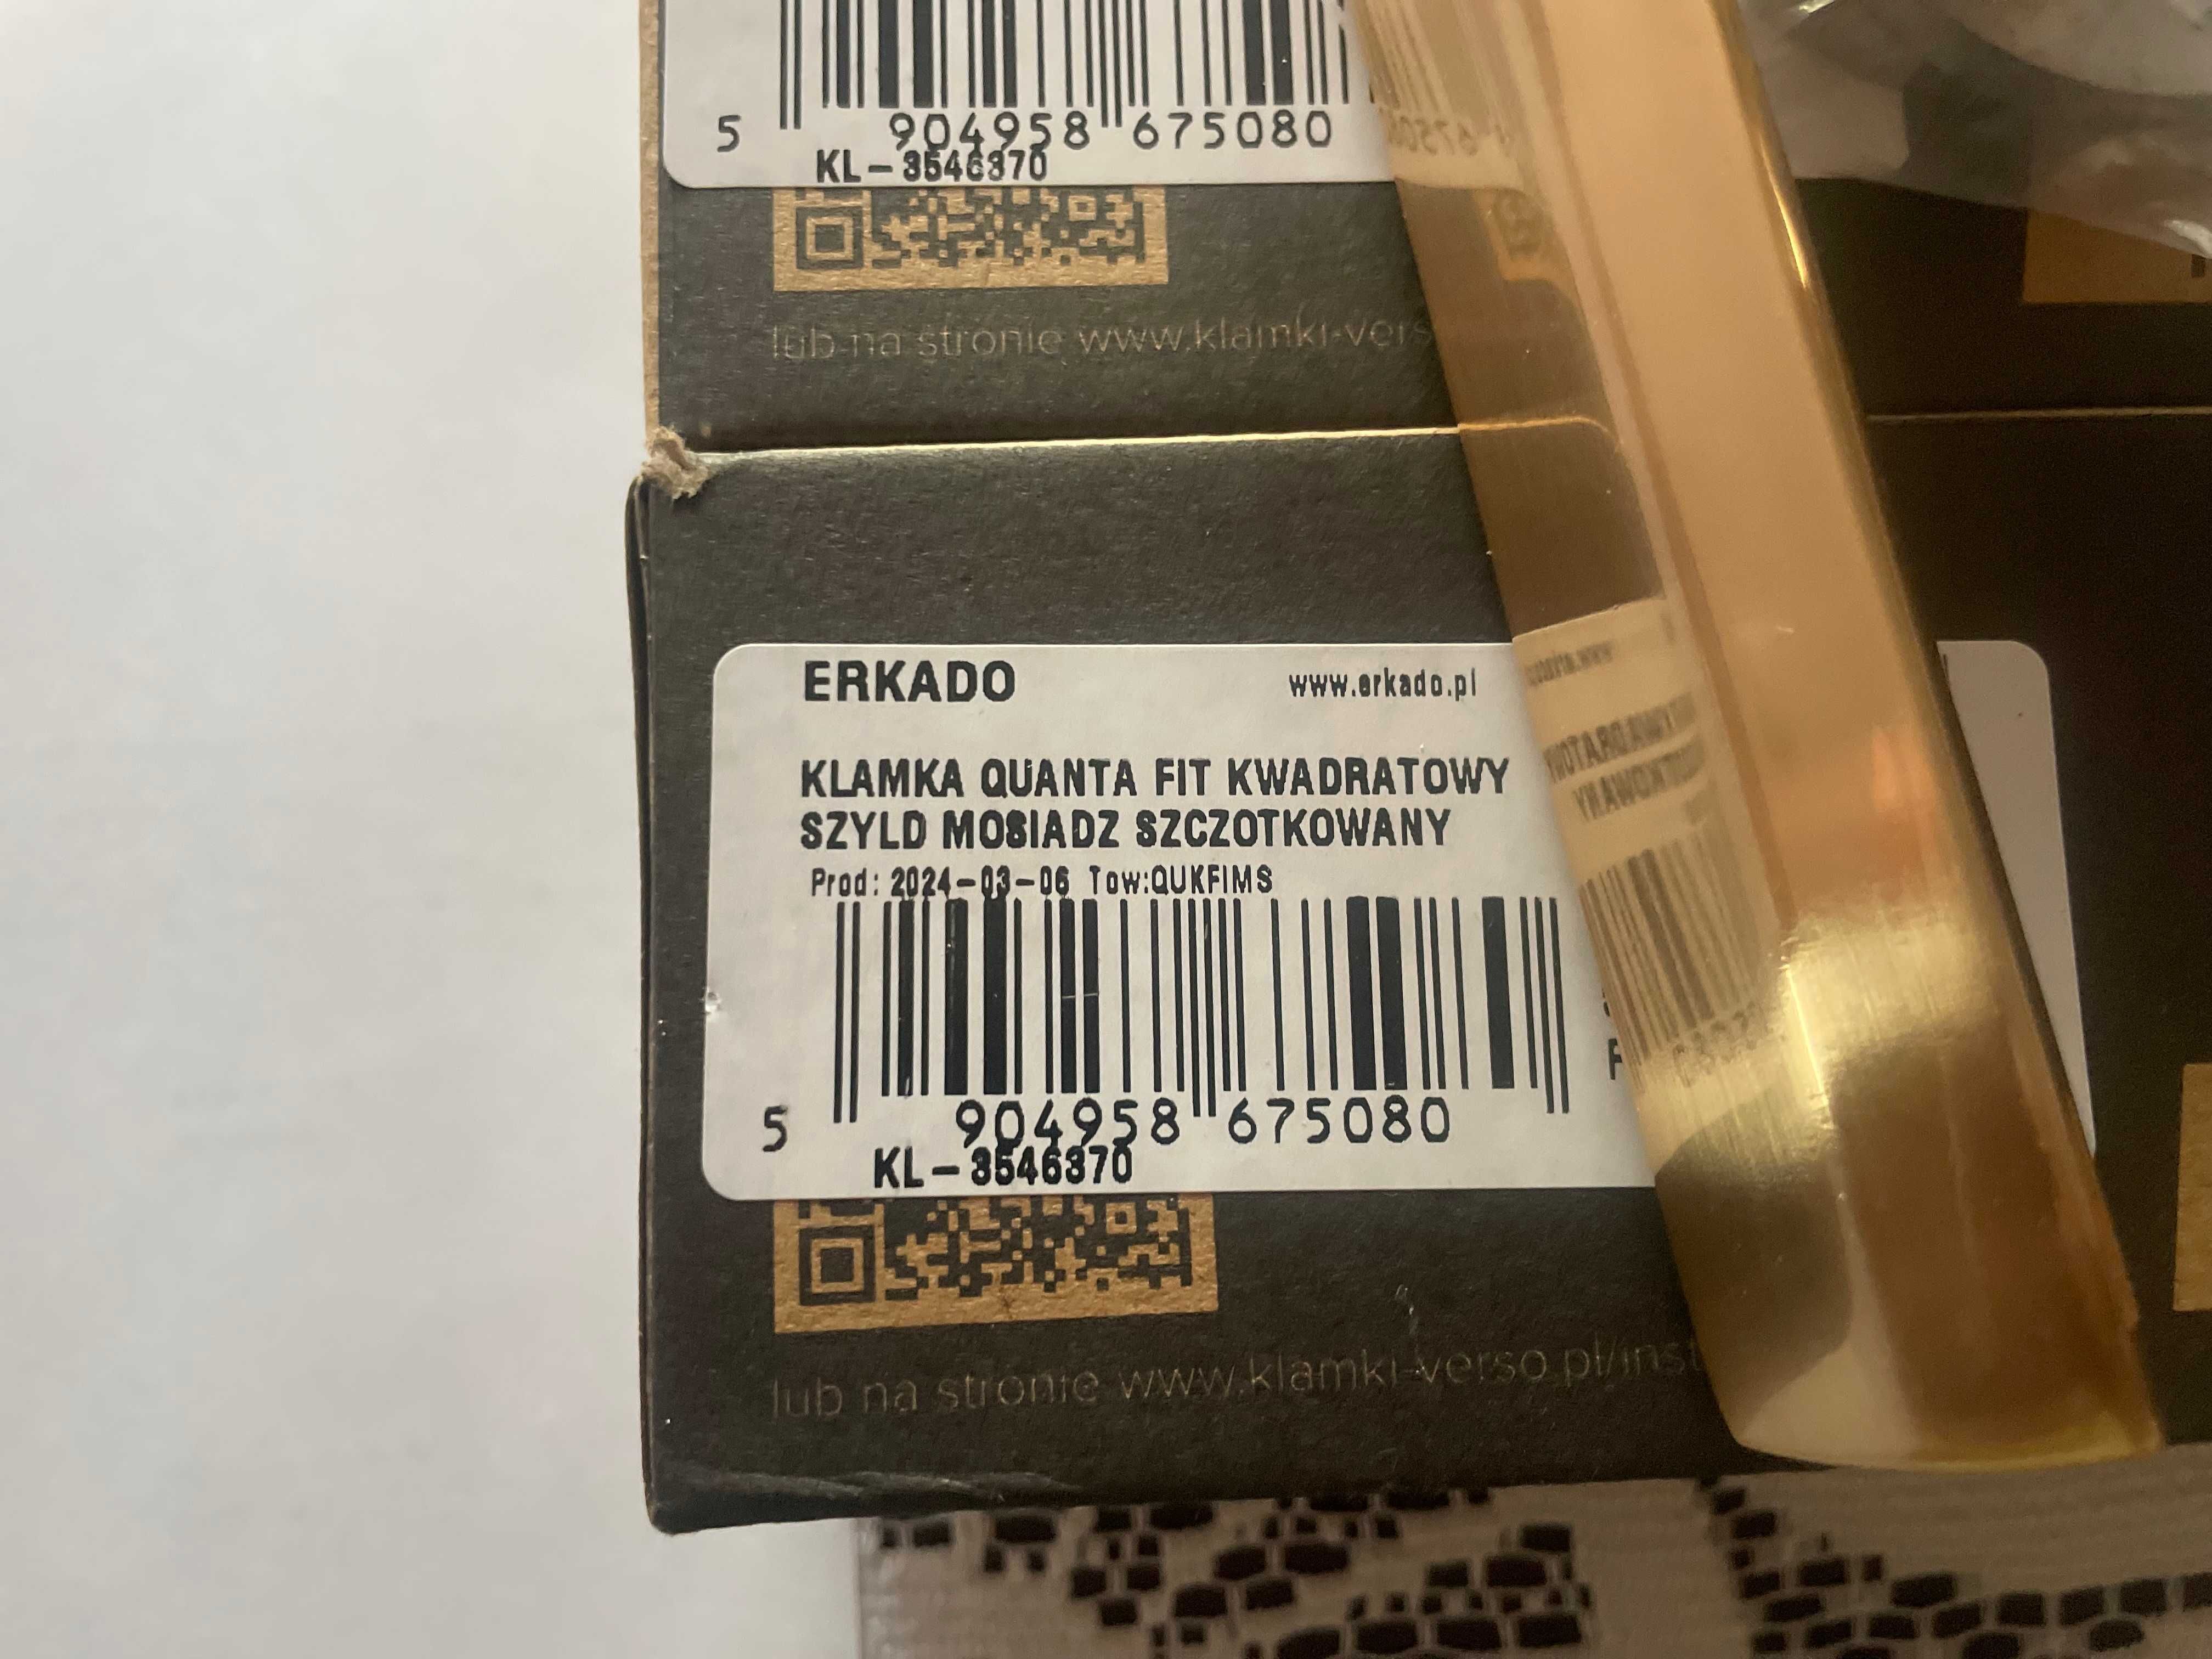 5 904958 675080
KL-3546370
lub na stronie www.klamki-vers
ERKADO www.erkado.pl
KLAMKA QUANTA FIT KWADRATOWY
SZYLD MOSIADZ SZCZOTKOWANY
Prod: 2024-03-06 Tow:QUKFIMS
5 904958 675080
KL-3546370
lub na stronie www.klamki-verso.pl/inst